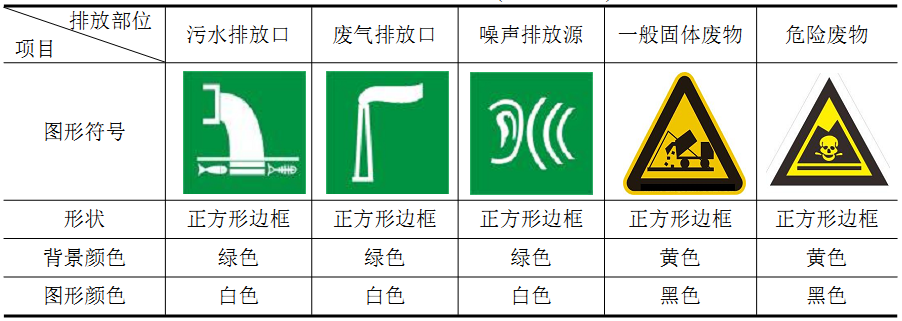 排放部位
项目 污水排放口 废气排放口 噪声排放源 一般固体废物 危险废物
图形符号
形状 正方形边框 正方形边框 正方形边框 正方形边框 正方形边框
背景颜色 绿色 绿色 绿色 黄色 黄色
图形颜色 白色 白色 白色 黑色 黑色